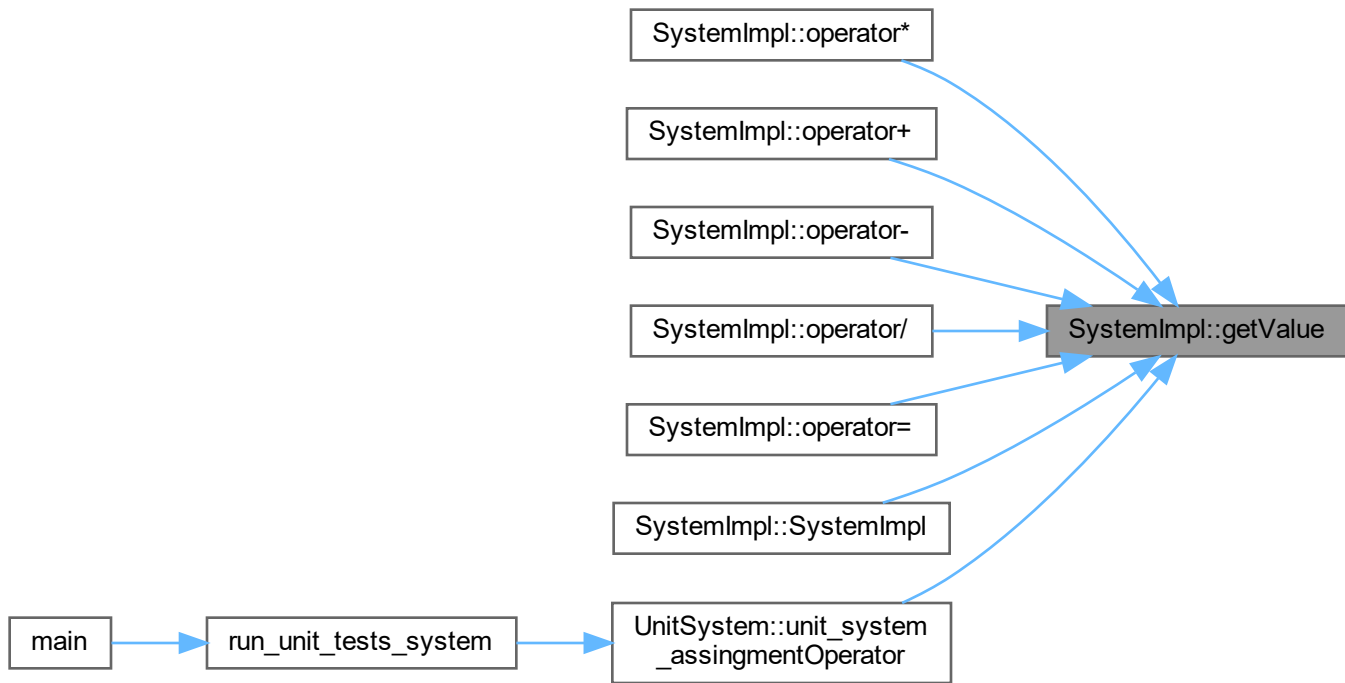 SystemImpl::operator*
SystemImpl::operator+
SystemImpl::operator-
SystemImpl::operator/
SystemImpl::getValue
SystemImpl::operator=
SystemImpl::SystemImpl
main
run_unit_tests_system
UnitSystem::unit_system
_assingmentOperator